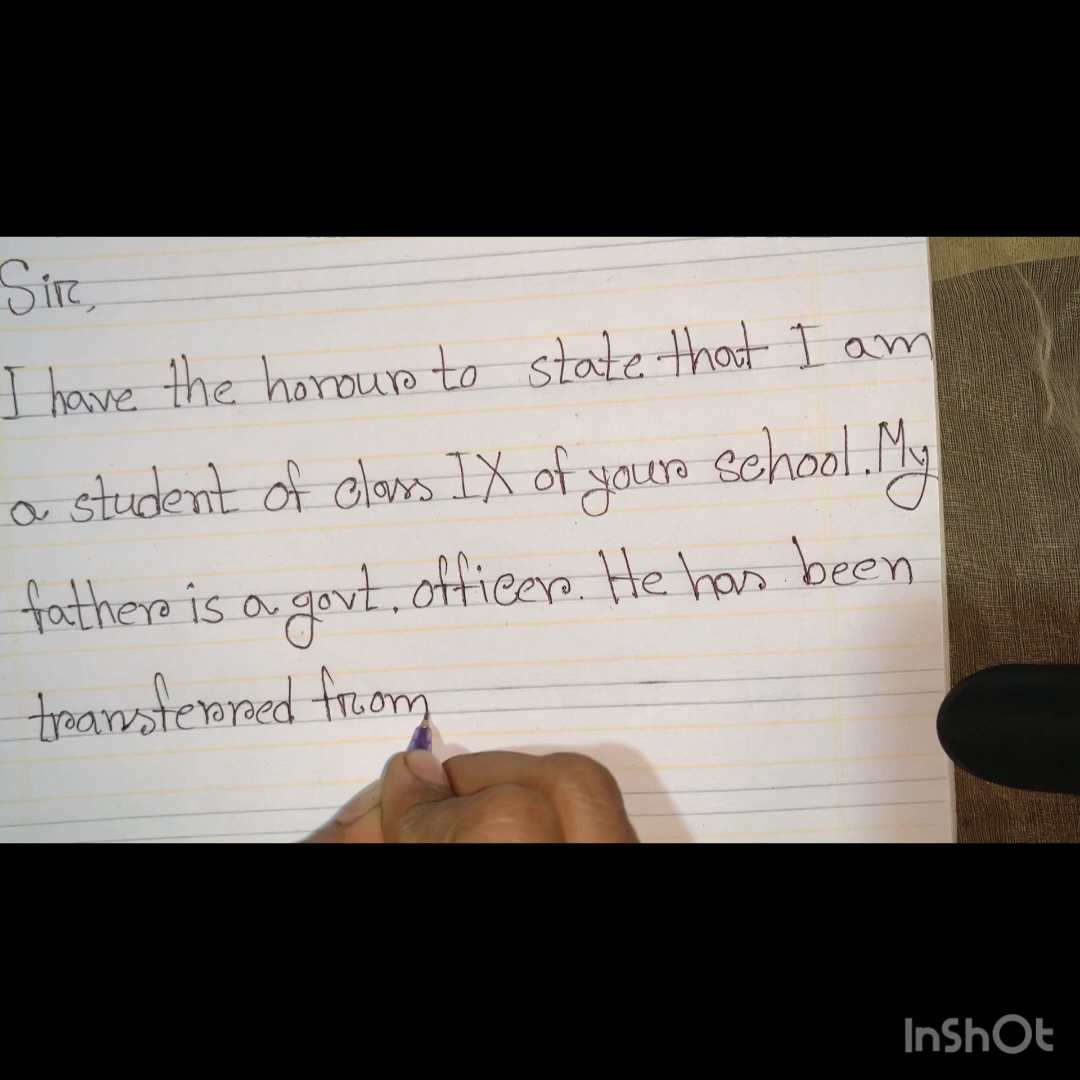 Sir,
I have the honour to state that I am
a student of class IX of your school. My
father is a govt. officer. He has been
transferred from
InShOt